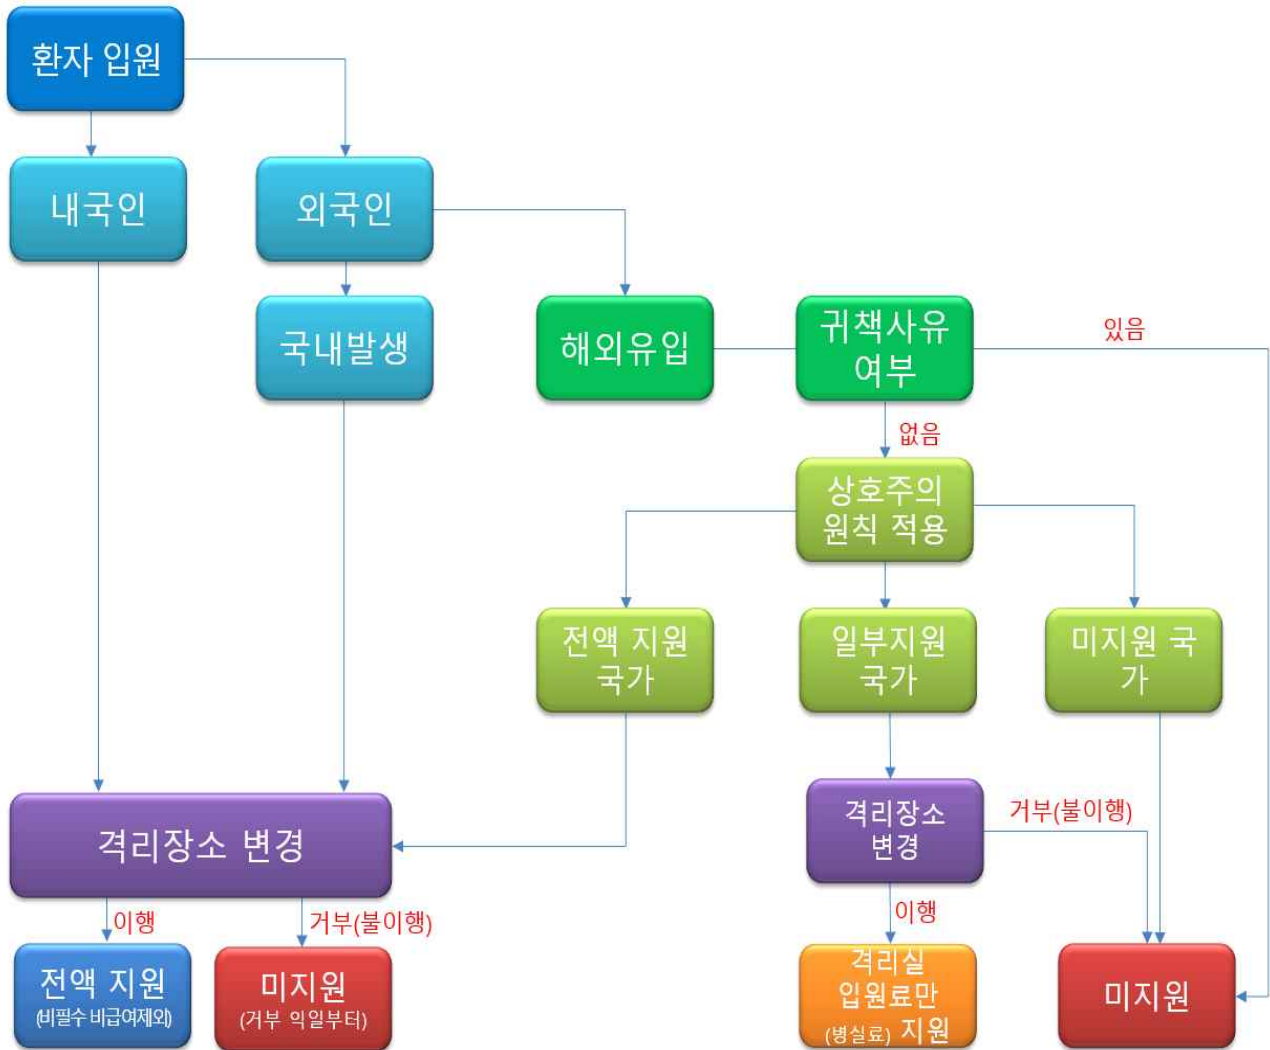 환자 입원
내국인
외국인
국내발생
해외유입
귀책사유
여부
있음
없음
상호주의
원칙 적용
전액 지원
국가
일부지원
국가
미지원 국
가
격리장소 변경
격리장소
변경
거부(불이행)
이행
거부(불이행)
이행
전액 지원
(비필수 비급여제외)
미지원
(거부 익일부터)
격리실
입원료만
(병실료) 지원
미지원